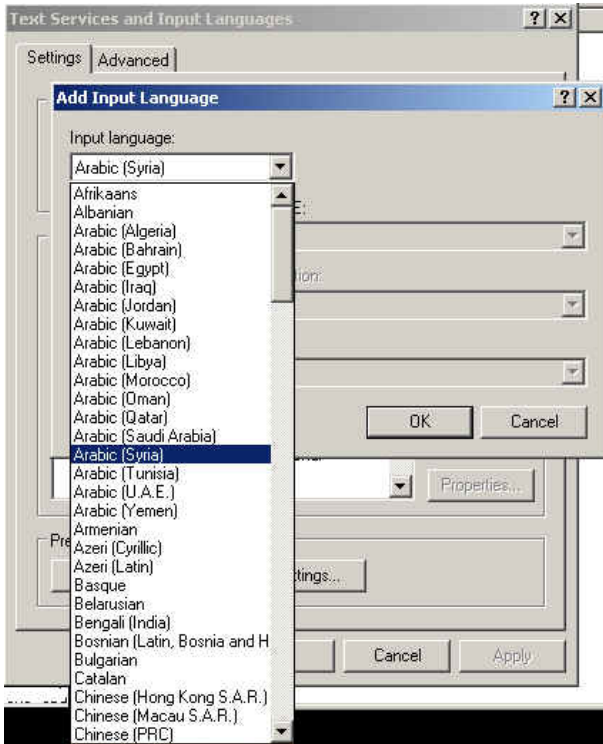 Text Services and Input Languages
Settings
Advanced
Add Input Language
Input language:
Arabic (Syria)
Afrikaans
Albanian
Arabic (Algeria)
Arabic (Bahrain)
Arabic (Egypt)
Arabic (Iraq)
Arabic (Jordan)
Arabic (Kuwait)
Arabic (Lebanon)
Arabic (Libya)
Arabic (Morocco)
Arabic (Oman)
Arabic (Qatar)
Arabic (Saudi Arabia)
Arabic (Syria)
Arabic (Tunisia)
Arabic (U.A.E.)
Arabic (Yemen)
Armenian
Azeri (Cyrillic)
Azeri (Latin)
Basque
Belarusian
Bengali (India)
Bosnian (Latin, Bosnia and H
Bulgarian
Catalan
Chinese (Hong Kong S.A.R.)
Chinese (Macau S.A.R.)
Chinese (PRC)
E:
tion:
OK
Cancel
Properties...
Pre
ttings...
Cancel
Apply